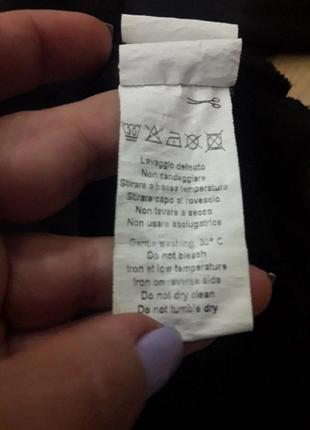 30
Lavaggio delicato
Non candeggiare
Stirare a bassa temperatura
Stirare capo al rovescio
Non lavare a secco
Non usare asciugatrice
Gentle washing, 30° C
Do not bleach
Iron et low temperature
Iron on reverse side
Do not dry clean
Do not tumble dry